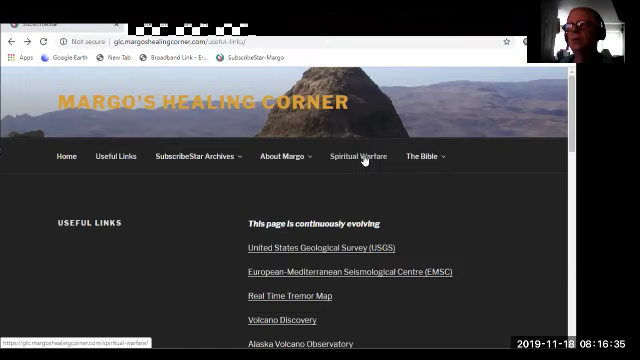 SubscribeStar
Not secure | glc.margoshealingcorner.com/useful-links/
Apps Google Earth New Tab Broadband Link - Er... SubscribeStar-Margo
MARGO'S HEALING CORNER
Home Useful Links SubscribeStar Archives About Margo Spiritual Warfare The Bible
USEFUL LINKS
This page is continuously evolving
United States Geological Survey (USGS)
European-Mediterranean Seismological Centre (EMSC)
Real Time Tremor Map
Volcano Discovery
Alaska Volcano Observatory
https://glc.margoshealingcorner.com/spiritual-warfare/
2019-11-18 08:16:35